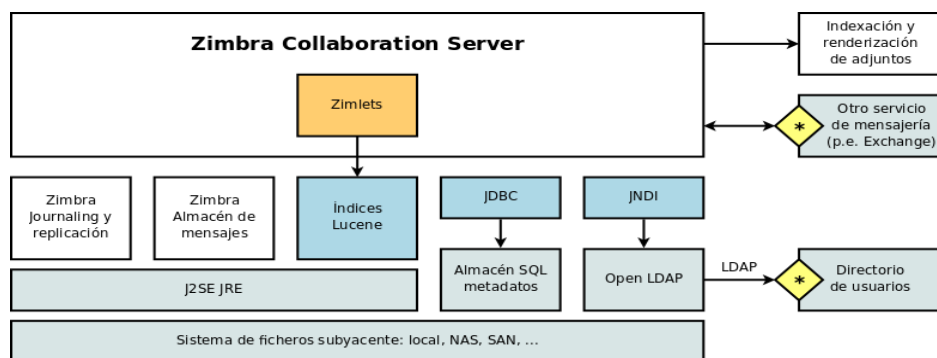 Zimbra Collaboration Server
Zimlets
Indexación y
renderización
de adjuntos
Otro servicio
de mensajería
(p.e. Exchange)
*
Zimbra
Journaling y
replicación
Zimbra
Almacén de
mensajes
Índices
Lucene
JDBC
JNDI
Almacén SQL
metadatos
Open LDAP
LDAP
*
Directorio
de usuarios
J2SE JRE
Sistema de ficheros subyacente: local, NAS, SAN, ...